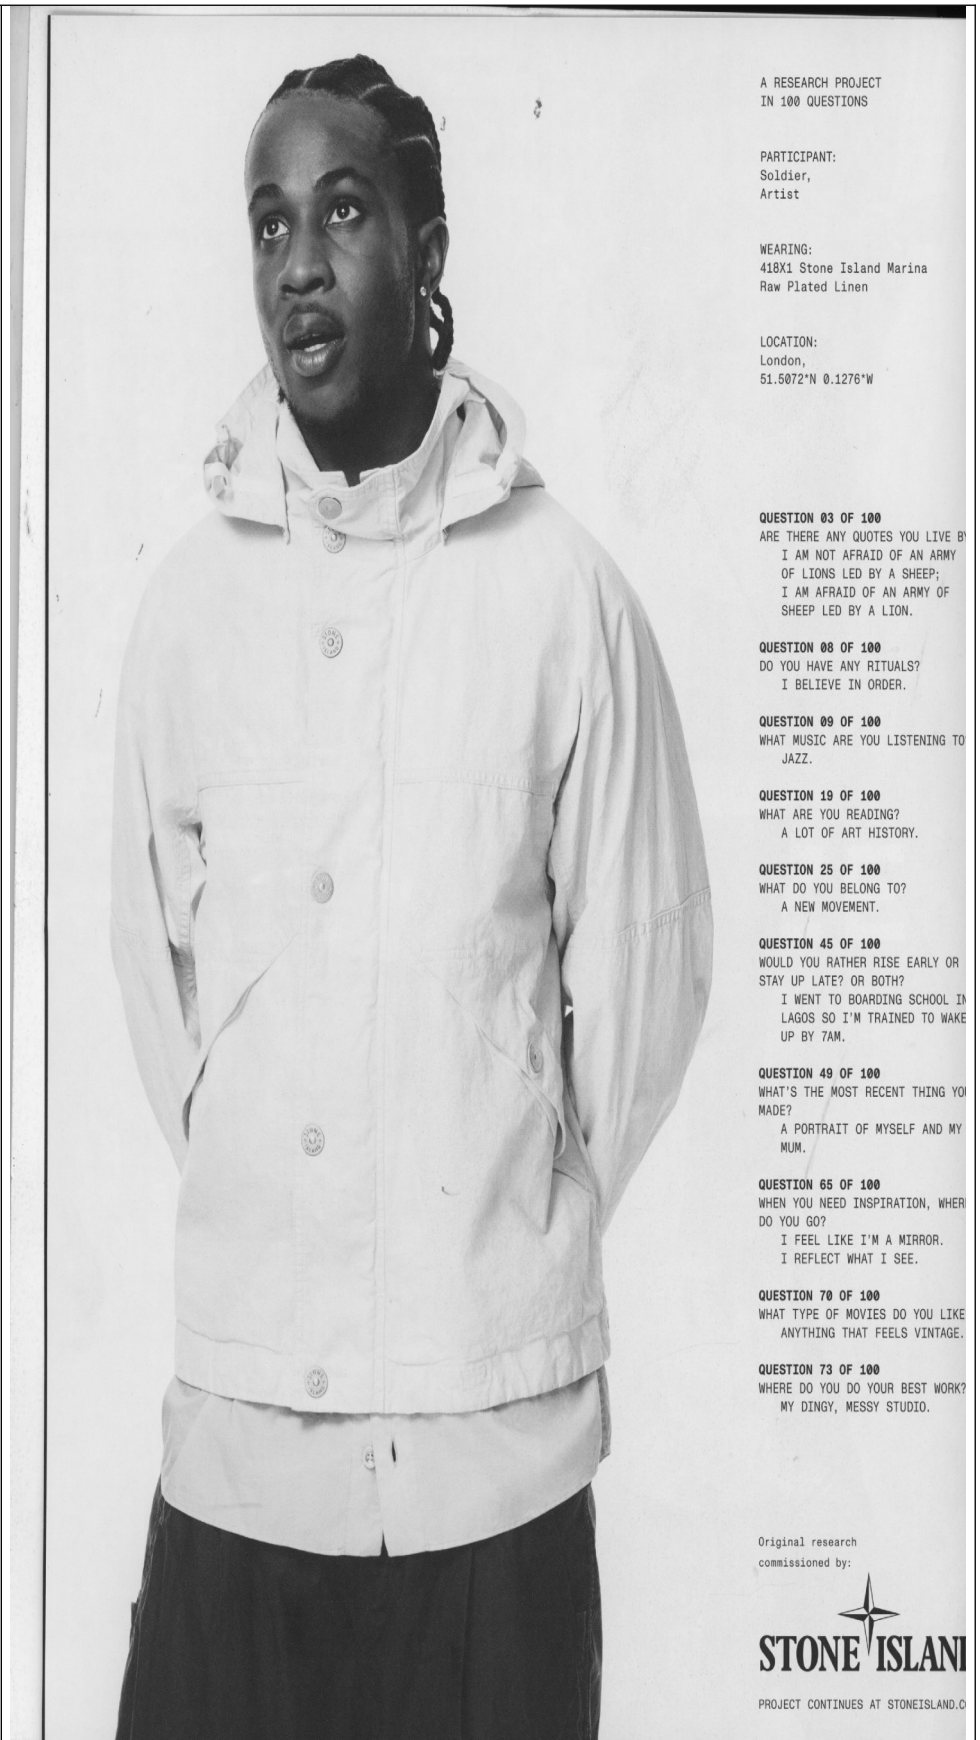 A RESEARCH PROJECT
IN 100 QUESTIONS
PARTICIPANT:
Soldier,
Artist
WEARING:
418X1 Stone Island Marina
Raw Plated Linen
LOCATION:
London,
51.5072°N 0.1276°W
QUESTION 03 OF 100
ARE THERE ANY QUOTES YOU LIVE BY
I AM NOT AFRAID OF AN ARMY
OF LIONS LED BY A SHEEP;
I AM AFRAID OF AN ARMY OF
SHEEP LED BY A LION.
QUESTION 08 OF 100
DO YOU HAVE ANY RITUALS?
I BELIEVE IN ORDER.
QUESTION 09 OF 100
WHAT MUSIC ARE YOU LISTENING TO
JAZZ.
QUESTION 19 OF 100
WHAT ARE YOU READING?
A LOT OF ART HISTORY.
QUESTION 25 OF 100
WHAT DO YOU BELONG TO?
A NEW MOVEMENT.
QUESTION 45 OF 100
WOULD YOU RATHER RISE EARLY OR
STAY UP LATE? OR BOTH?
I WENT TO BOARDING SCHOOL IN
LAGOS SO I'M TRAINED TO WAKE
UP BY 7AM.
QUESTION 49 OF 100
WHAT'S THE MOST RECENT THING YOU
MADE?
A PORTRAIT OF MYSELF AND MY
MUM.
QUESTION 65 OF 100
WHEN YOU NEED INSPIRATION, WHER
DO YOU GO?
I FEEL LIKE I'M A MIRROR.
I REFLECT WHAT I SEE.
QUESTION 70 OF 100
WHAT TYPE OF MOVIES DO YOU LIKE
ANYTHING THAT FEELS VINTAGE.
QUESTION 73 OF 100
WHERE DO YOU DO YOUR BEST WORK?
MY DINGY, MESSY STUDIO.
Original research
commissioned by:
STONE ISLAN
PROJECT CONTINUES AT STONEISLAND.C